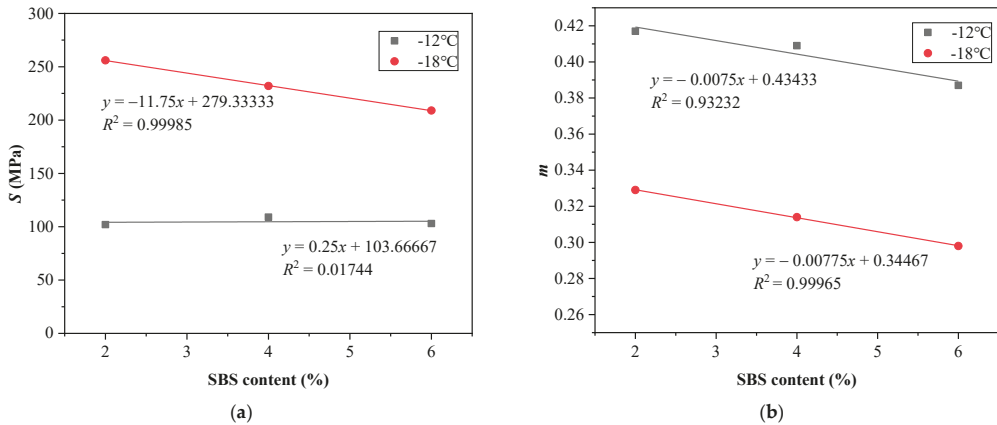 300
250
200
150
100
50
0
S (MPa)
-12℃
-18℃
y = –11.75x + 279.33333
R² = 0.99985
y = 0.25x + 103.66667
R² = 0.01744
2
3
4
5
6
SBS content (%)
(a)
0.42
0.40
0.38
0.36
0.34
0.32
0.30
0.28
0.26
m
-12℃
-18℃
y = – 0.0075x + 0.43433
R² = 0.93232
y = – 0.00775x + 0.34467
R² = 0.99965
2
3
4
5
6
SBS content (%)
(b)